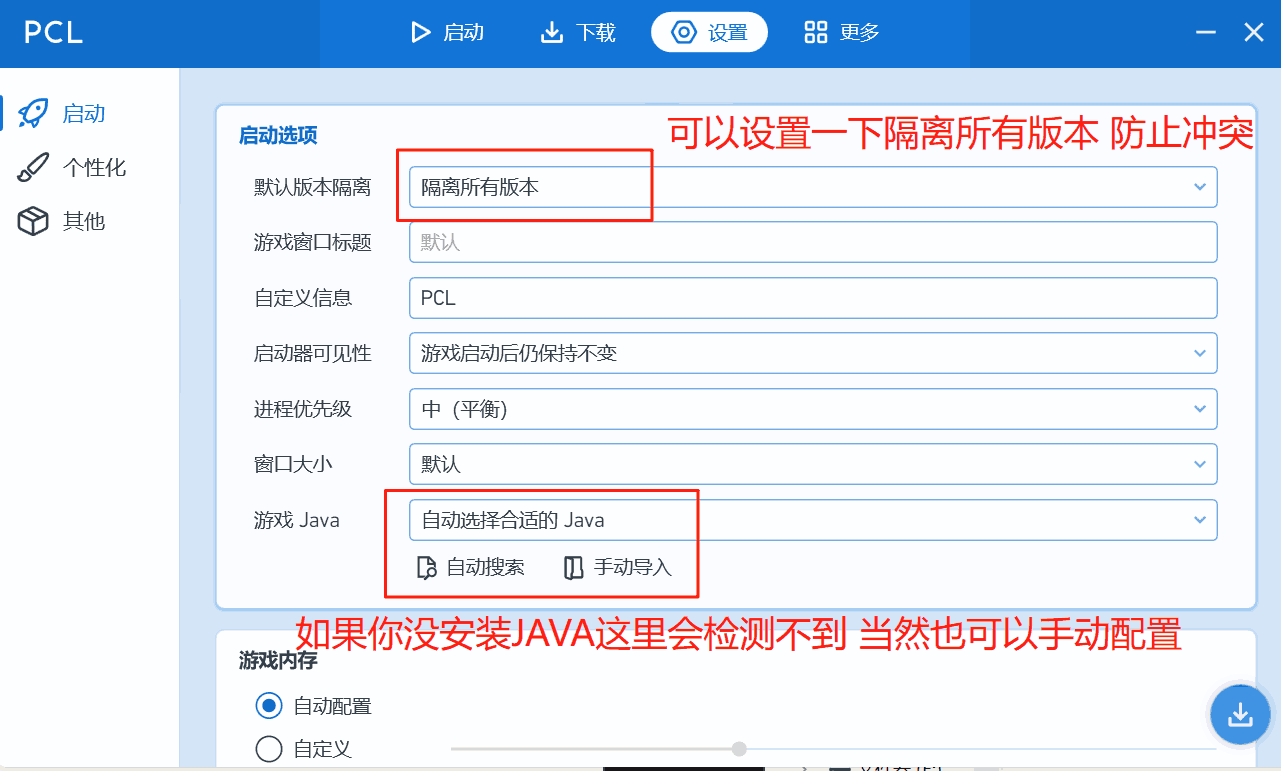 PCL
启动
下载
设置
更多
启动
个性化
其他
启动选项
可以设置一下隔离所有版本 防止冲突
默认版本隔离
隔离所有版本
游戏窗口标题
默认
自定义信息
PCL
启动器可见性
游戏启动后仍保持不变
进程优先级
中（平衡）
窗口大小
默认
游戏 Java
自动选择合适的 Java
自动搜索
手动导入
如果你没安装JAVA这里会检测不到 当然也可以手动配置
游戏内存
自动配置
自定义